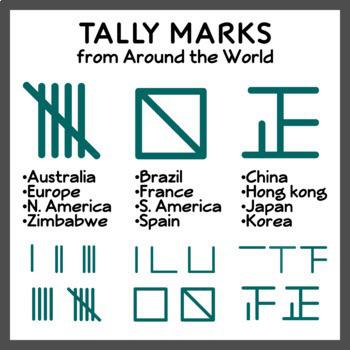 TALLY MARKS
from Around the World
正
•Australia
•Europe
•N. America
•Zimbabwe
•Brazil
•France
•S. America
•Spain
•China
•Hong kong
•Japan
•Korea